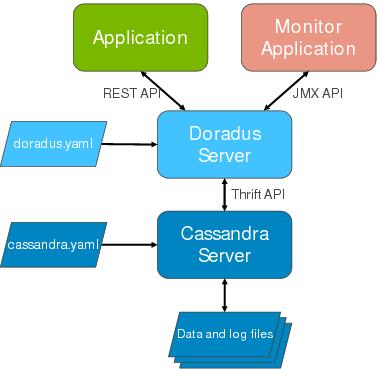 Application
Monitor
Application
REST API
JMX API
doradus.yaml
Doradus
Server
Thrift API
cassandra.yaml
Cassandra
Server
Data and log files